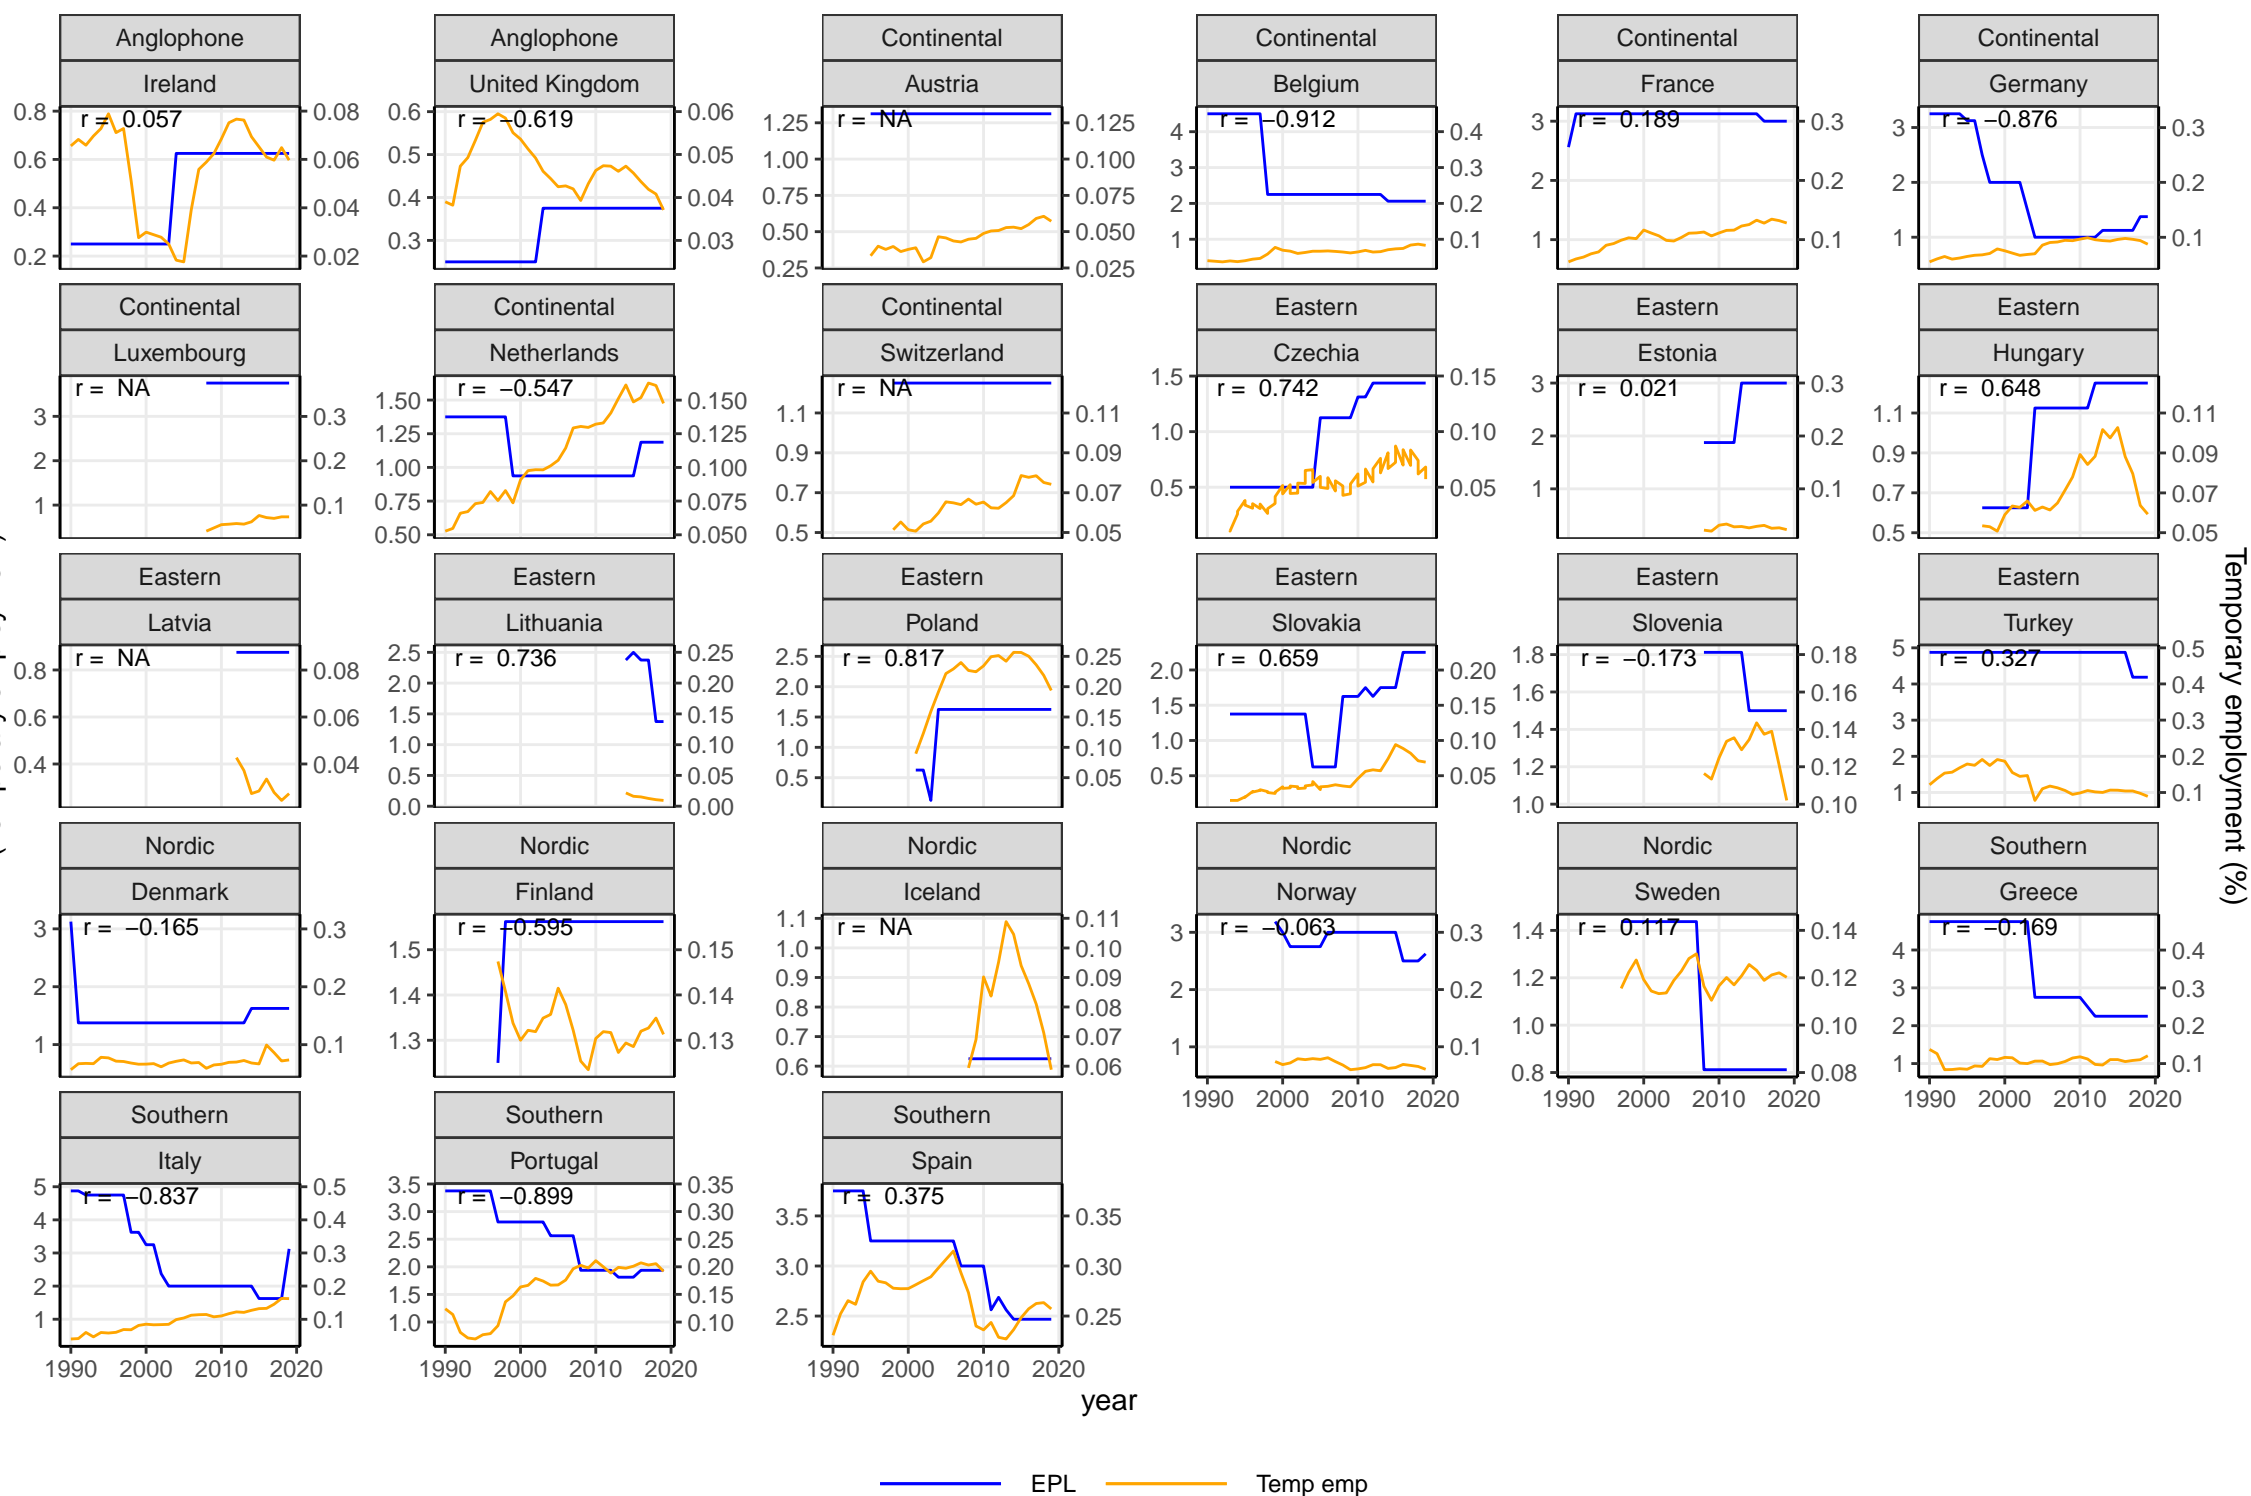 Anglophone
Ireland
r = 0.057
0.8
0.6
0.4
0.2
0.08
0.06
0.04
0.02
Anglophone
United Kingdom
r = −0.619
0.6
0.5
0.4
0.3
0.06
0.05
0.04
0.03
Continental
Austria
r = NA
1.25
1.00
0.75
0.50
0.25
0.125
0.100
0.075
0.050
0.025
Continental
Belgium
r = −0.912
4
3
2
1
0.4
0.3
0.2
0.1
Continental
France
r = 0.189
3
2
1
0.3
0.2
0.1
Continental
Germany
r = −0.876
3
2
1
0.3
0.2
0.1
Continental
Luxembourg
r = NA
3
2
1
0.3
0.2
0.1
Continental
Netherlands
r = −0.547
1.50
1.25
1.00
0.75
0.50
0.150
0.125
0.100
0.075
0.050
Continental
Switzerland
r = NA
1.1
0.9
0.7
0.5
0.11
0.09
0.07
0.05
Eastern
Czechia
r = 0.742
1.5
1.0
0.5
0.15
0.10
0.05
Eastern
Estonia
r = 0.021
3
2
1
0.3
0.2
0.1
Eastern
Hungary
r = 0.648
1.1
0.9
0.7
0.5
0.11
0.09
0.07
0.05
Eastern
Latvia
r = NA
0.8
0.6
0.4
0.08
0.06
0.04
Eastern
Lithuania
r = 0.736
2.5
2.0
1.5
1.0
0.5
0.0
0.25
0.20
0.15
0.10
0.05
0.00
Eastern
Poland
r = 0.817
2.5
2.0
1.5
1.0
0.5
0.25
0.20
0.15
0.10
0.05
Eastern
Slovakia
r = 0.659
2.0
1.5
1.0
0.5
0.20
0.15
0.10
0.05
Eastern
Slovenia
r = −0.173
1.8
1.6
1.4
1.2
1.0
0.18
0.16
0.14
0.12
0.10
Eastern
Turkey
r = 0.327
5
4
3
2
1
0.5
0.4
0.3
0.2
0.1
Nordic
Denmark
r = −0.165
3
2
1
0.3
0.2
0.1
Nordic
Finland
r = −0.595
1.5
1.4
1.3
0.15
0.14
0.13
Nordic
Iceland
r = NA
1.1
1.0
0.9
0.8
0.7
0.6
0.11
0.10
0.09
0.08
0.07
0.06
Nordic
Norway
r = −0.063
3
2
1
0.3
0.2
0.1
1990 2000 2010 2020
Nordic
Sweden
r = 0.117
1.4
1.2
1.0
0.8
0.14
0.12
0.10
0.08
1990 2000 2010 2020
Southern
Greece
r = −0.169
4
3
2
1
0.4
0.3
0.2
0.1
1990 2000 2010 2020
Southern
Italy
r = −0.837
5
4
3
2
1
0.5
0.4
0.3
0.2
0.1
1990 2000 2010 2020
Southern
Portugal
r = −0.899
3.5
3.0
2.5
2.0
1.5
1.0
0.35
0.30
0.25
0.20
0.15
0.10
1990 2000 2010 2020
Southern
Spain
r = 0.375
3.5
3.0
2.5
0.35
0.30
0.25
1990 2000 2010 2020
Temporary employment (%)
year
EPL
Temp emp